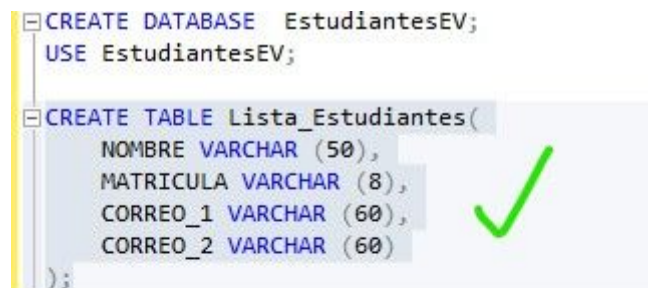 CREATE DATABASE  EstudiantesEV;
USE EstudiantesEV;
CREATE TABLE Lista_Estudiantes(
NOMBRE VARCHAR (50),
MATRICULA VARCHAR (8),
CORREO_1 VARCHAR (60),
CORREO_2 VARCHAR (60)
);